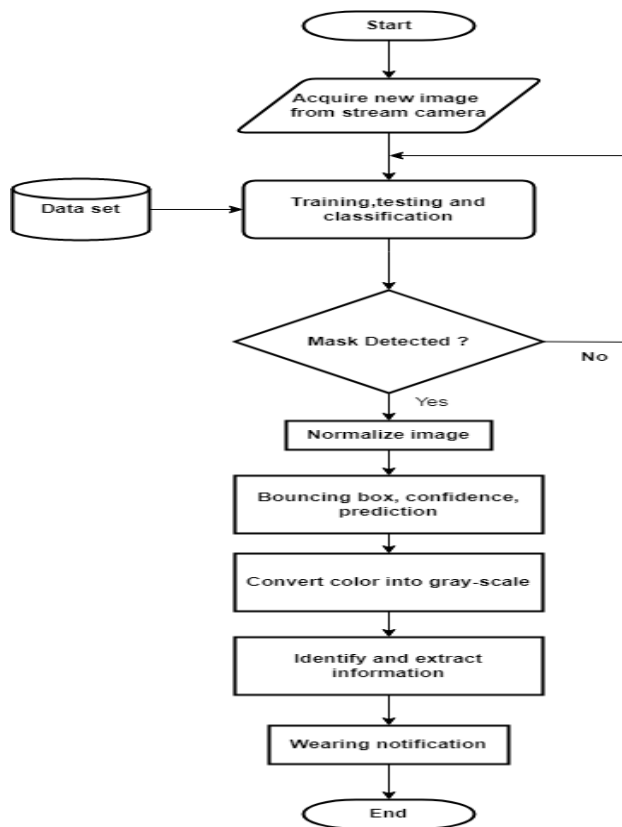 Start
Acquire new image
from stream camera
Data set
Training,testing and
classification
Mask Detected ?
No
Yes
Normalize image
Bouncing box, confidence,
prediction
Convert color into gray-scale
Identify and extract
information
Wearing notification
End